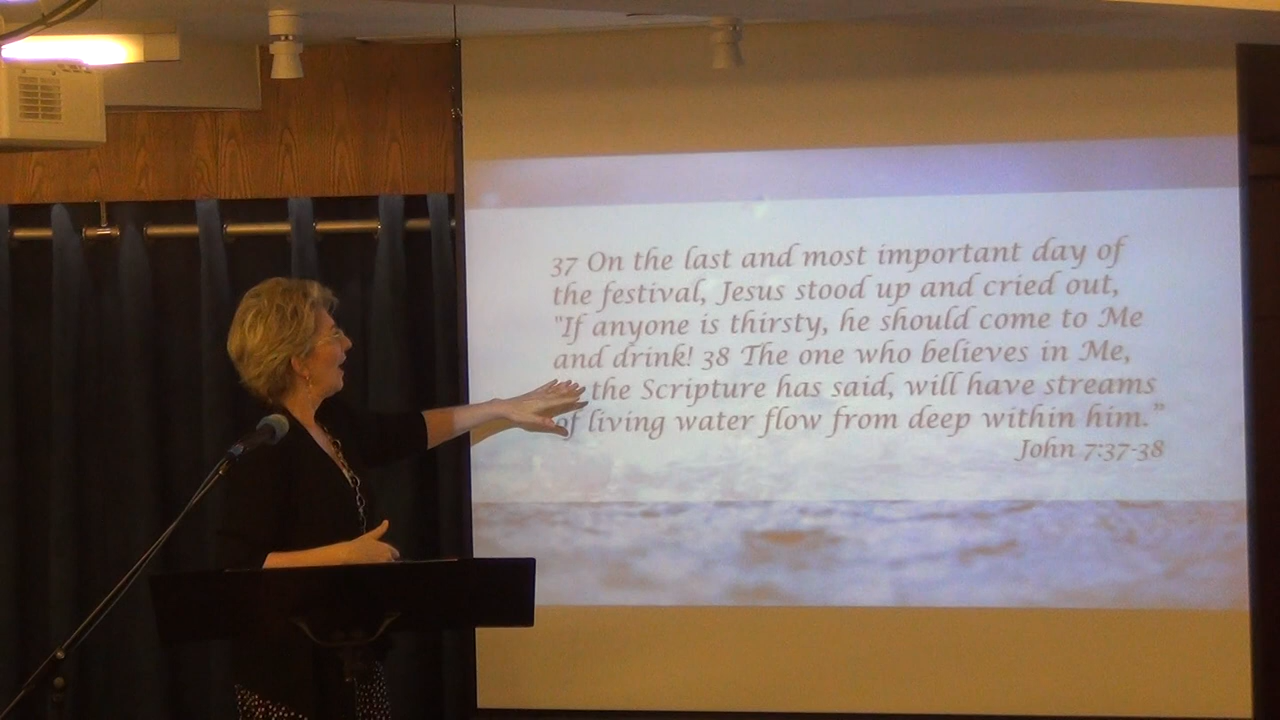 37 On the last and most important day of
the festival, Jesus stood up and cried out,
"If anyone is thirsty, he should come to Me
and drink! 38 The one who believes in Me,
the Scripture has said, will have streams
of living water flow from deep within him.”
John 7:37-38